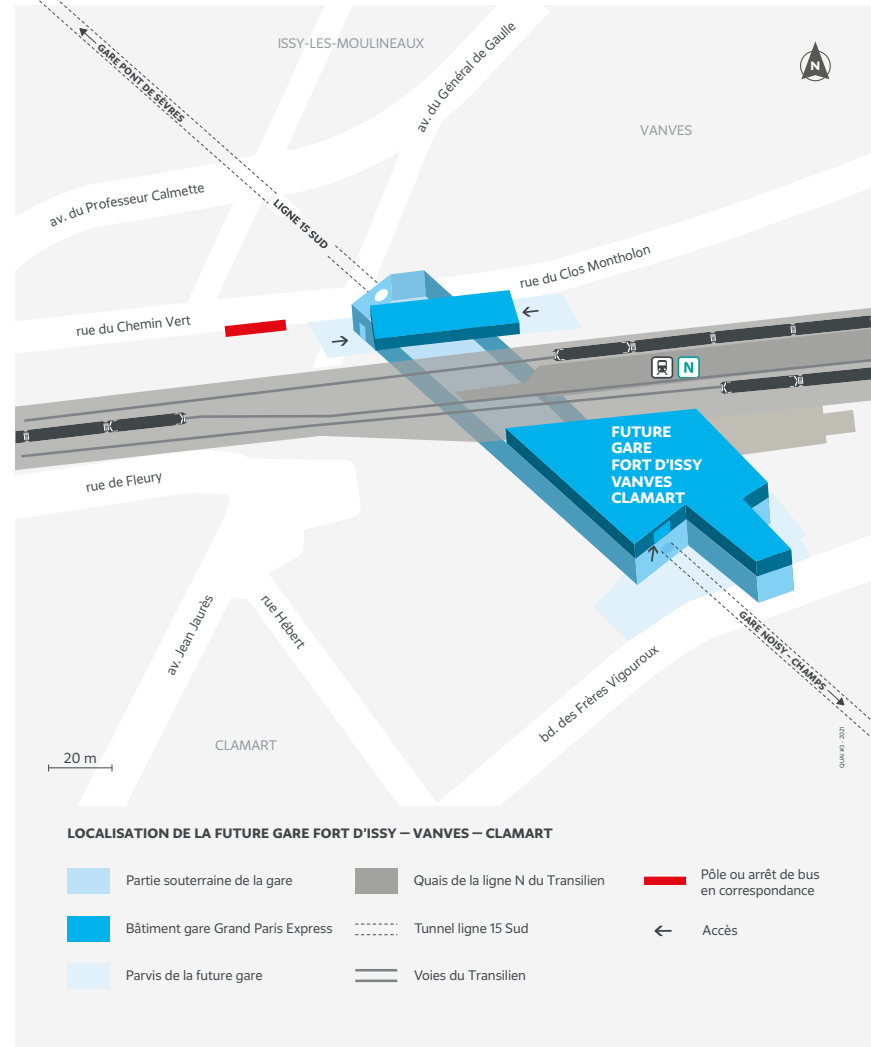 ISSY-LES-MOULINEAUX
N
GARE PONT DE SÈVRES
av. du Général de Gaulle
VANVES
av. du Professeur Calmette
LIGNE 15 SUD
rue du Clos Montholon
rue du Chemin Vert
N
FUTURE
GARE
FORT D'ISSY
VANVES
CLAMART
rue de Fleury
av. Jean Jaurès
rue Hébert
GARE NOISY – CHAMPS
bd. des Frères Vigouroux
CLAMART
20 m
QUAI #3 - 2021
LOCALISATION DE LA FUTURE GARE FORT D'ISSY — VANVES — CLAMART
Partie souterraine de la gare
Quais de la ligne N du Transilien
Pôle ou arrêt de bus
en correspondance
Bâtiment gare Grand Paris Express
Tunnel ligne 15 Sud
Accès
Parvis de la future gare
Voies du Transilien